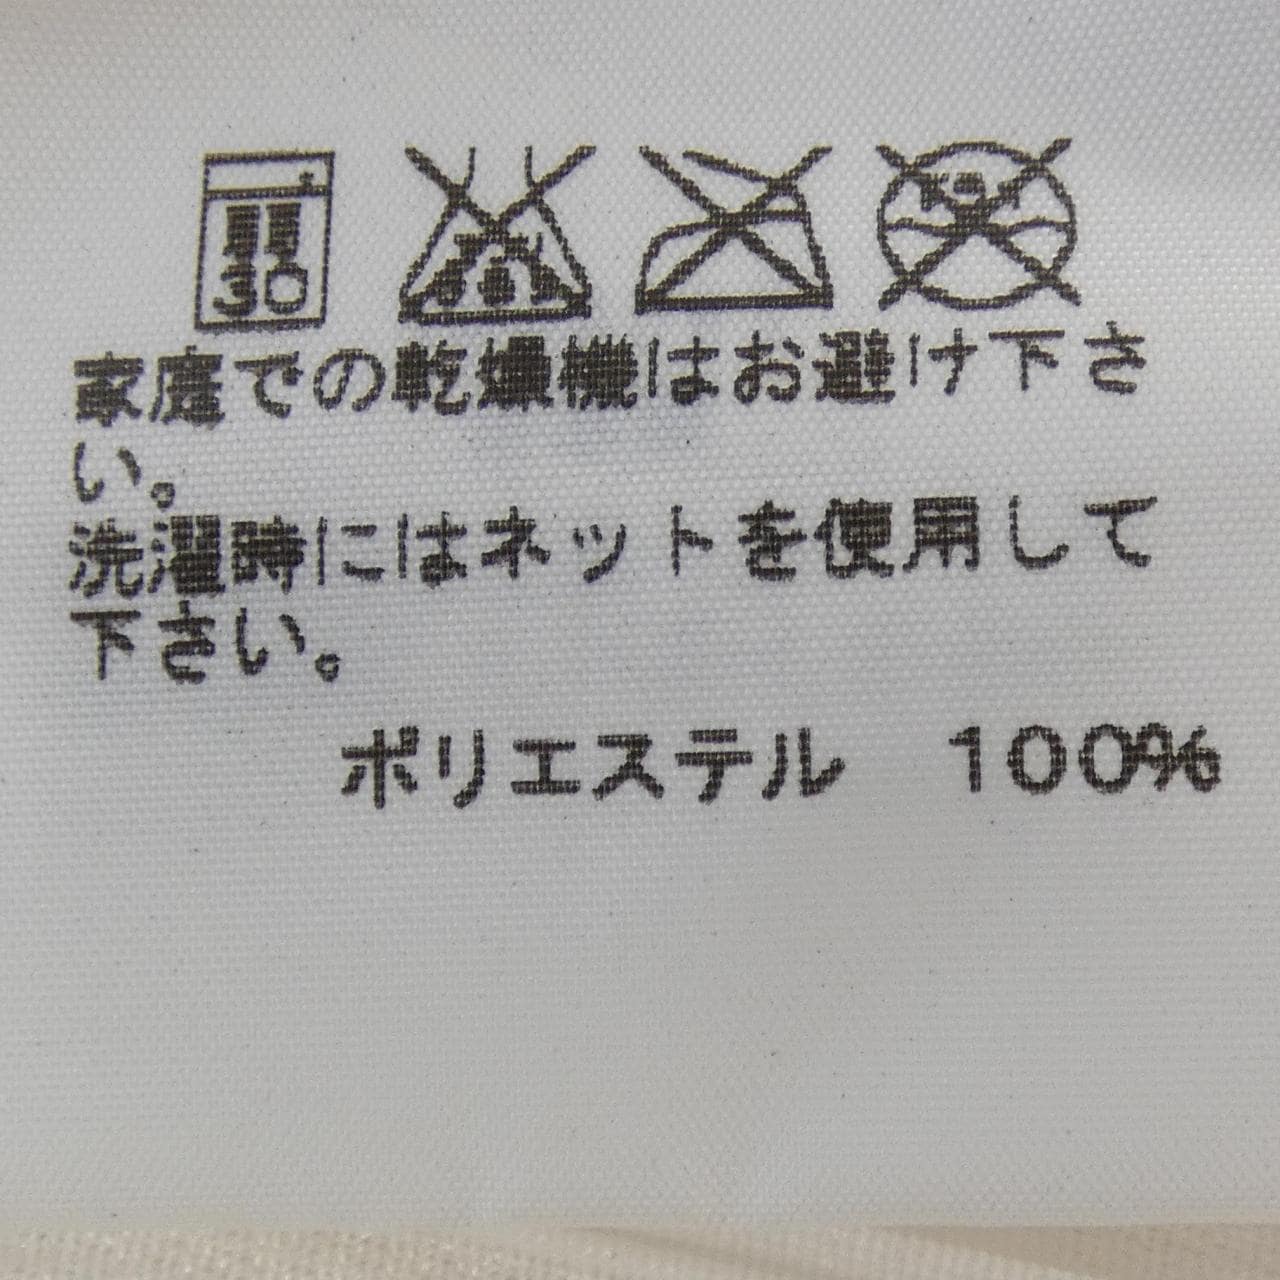 弱
30
家庭での乾燥機はお避け下さ
い。
洗濯時にはネットを使用して
下さい。
ポリエステル 100%